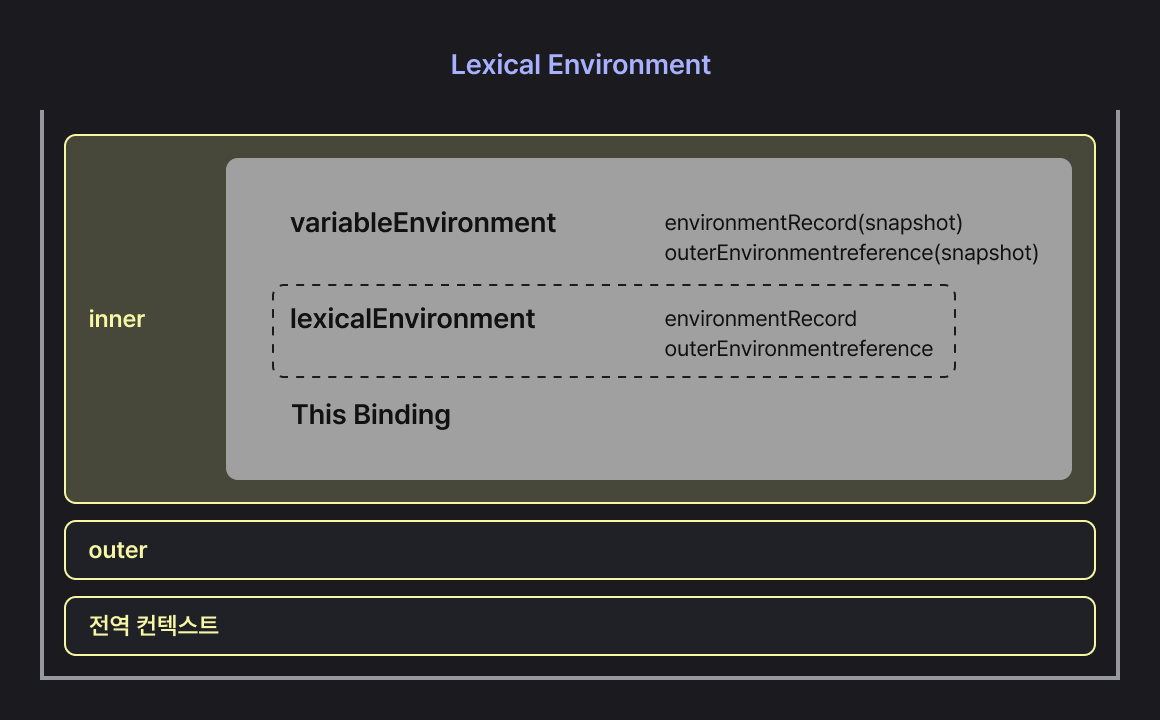 Lexical Environment
variableEnvironment
environmentRecord(snapshot)
outerEnvironmentreference(snapshot)
inner
lexicalEnvironment
environmentRecord
outerEnvironmentreference
This Binding
outer
전역 컨텍스트